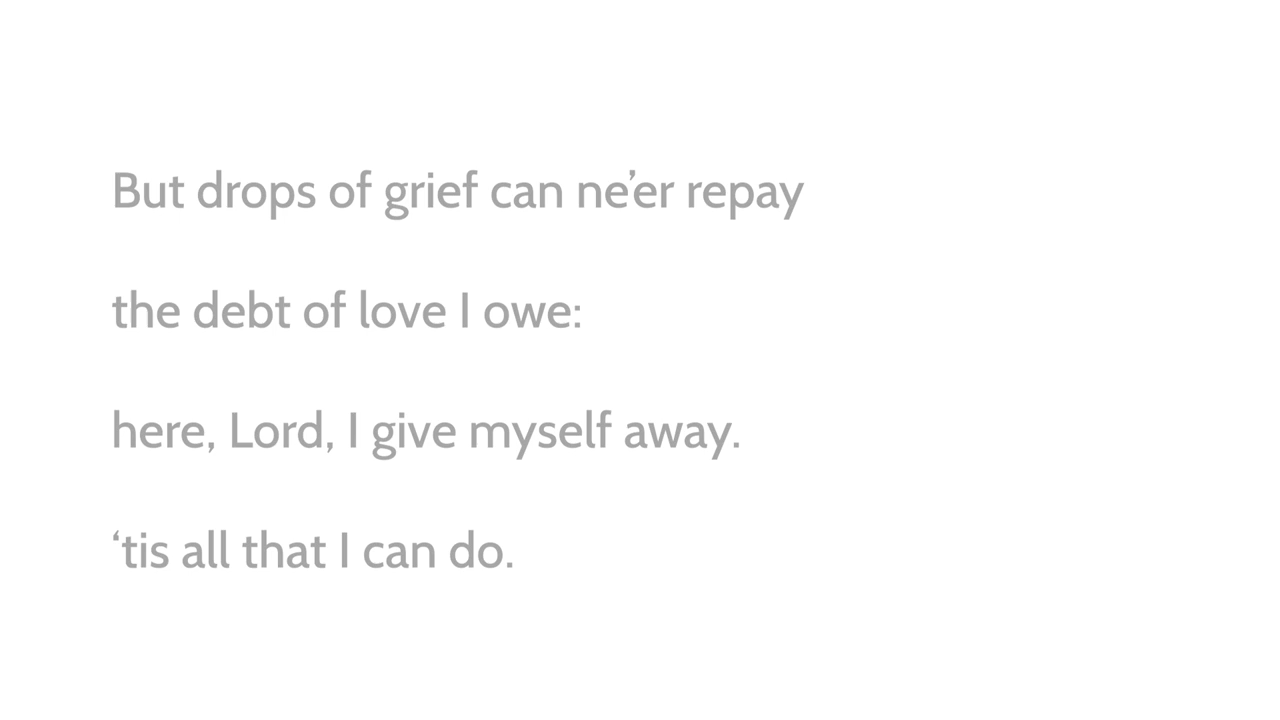 But drops of grief can ne’er repay
the debt of love I owe:
here, Lord, I give myself away.
‘tis all that I can do.